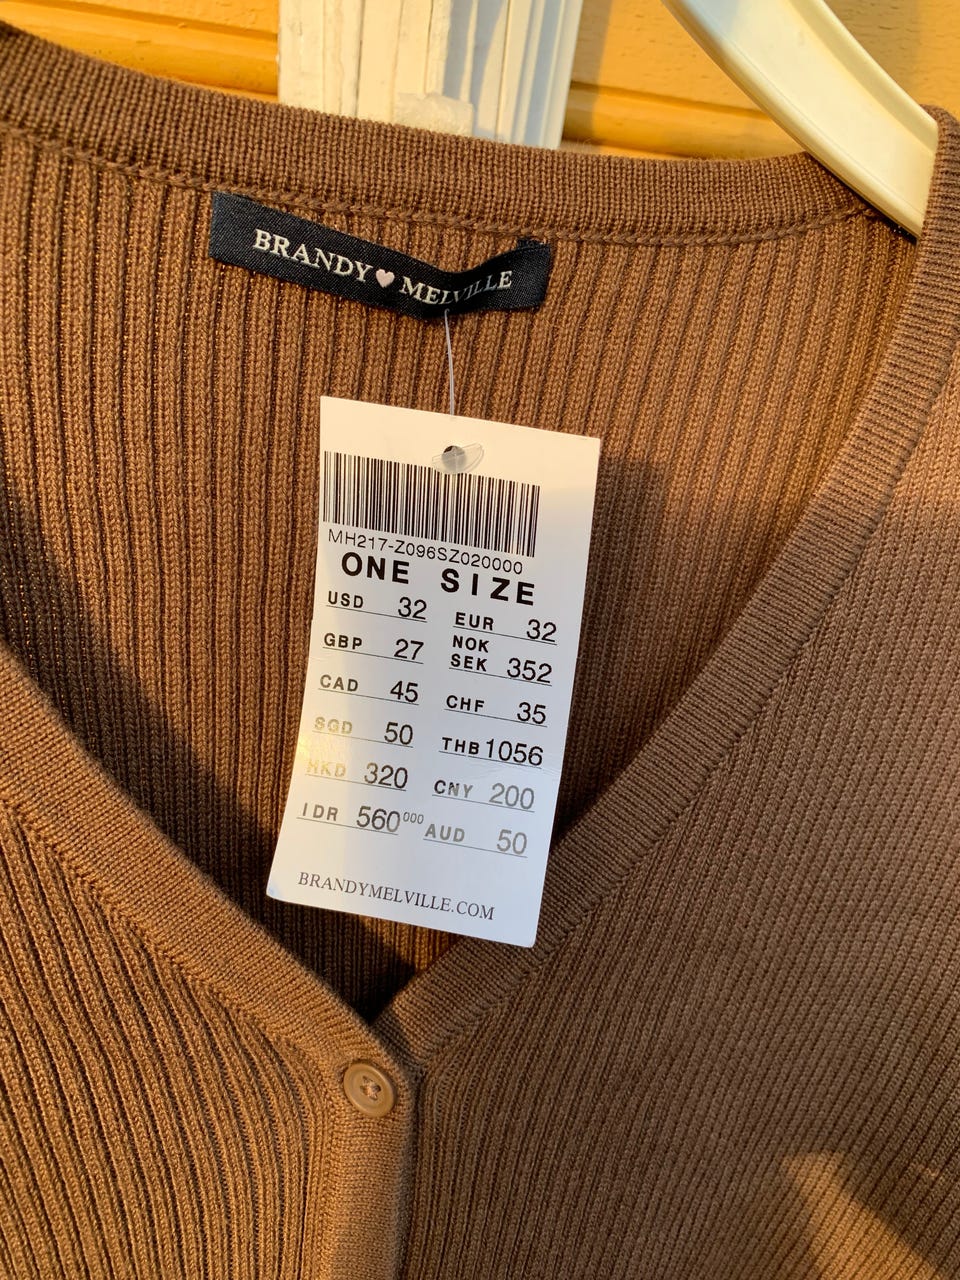 BRANDY MELVILLE
MH217-Z096SZ020000
ONE SIZE
USD 32 EUR 32
GBP 27 NOK SEK 352
CAD 45 CHF 35
SGD 50 THB 1056
HKD 320 CNY 200
IDR 560000 AUD 50
BRANDYMELVILLE.COM